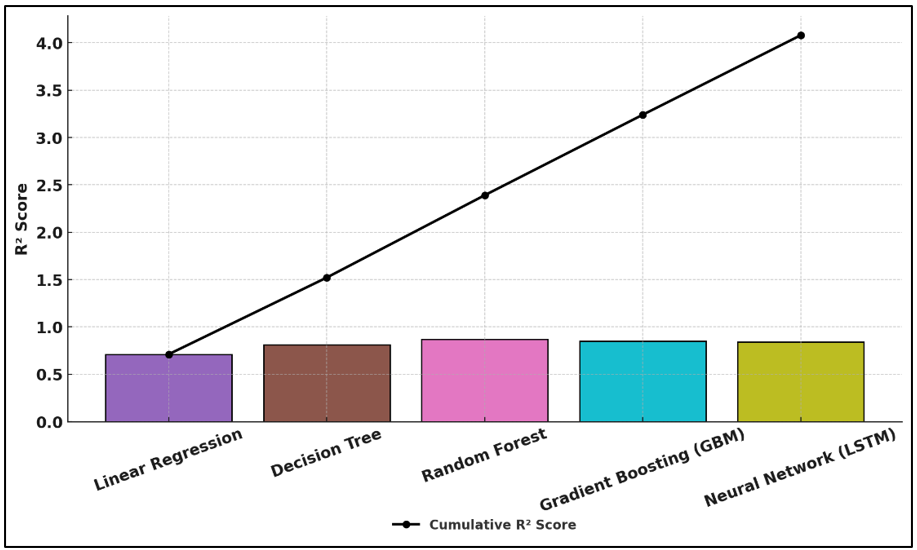 R² Score
4.0
3.5
3.0
2.5
2.0
1.5
1.0
0.5
0.0
Linear Regression
Decision Tree
Random Forest
Gradient Boosting (GBM)
Neural Network (LSTM)
Cumulative R² Score